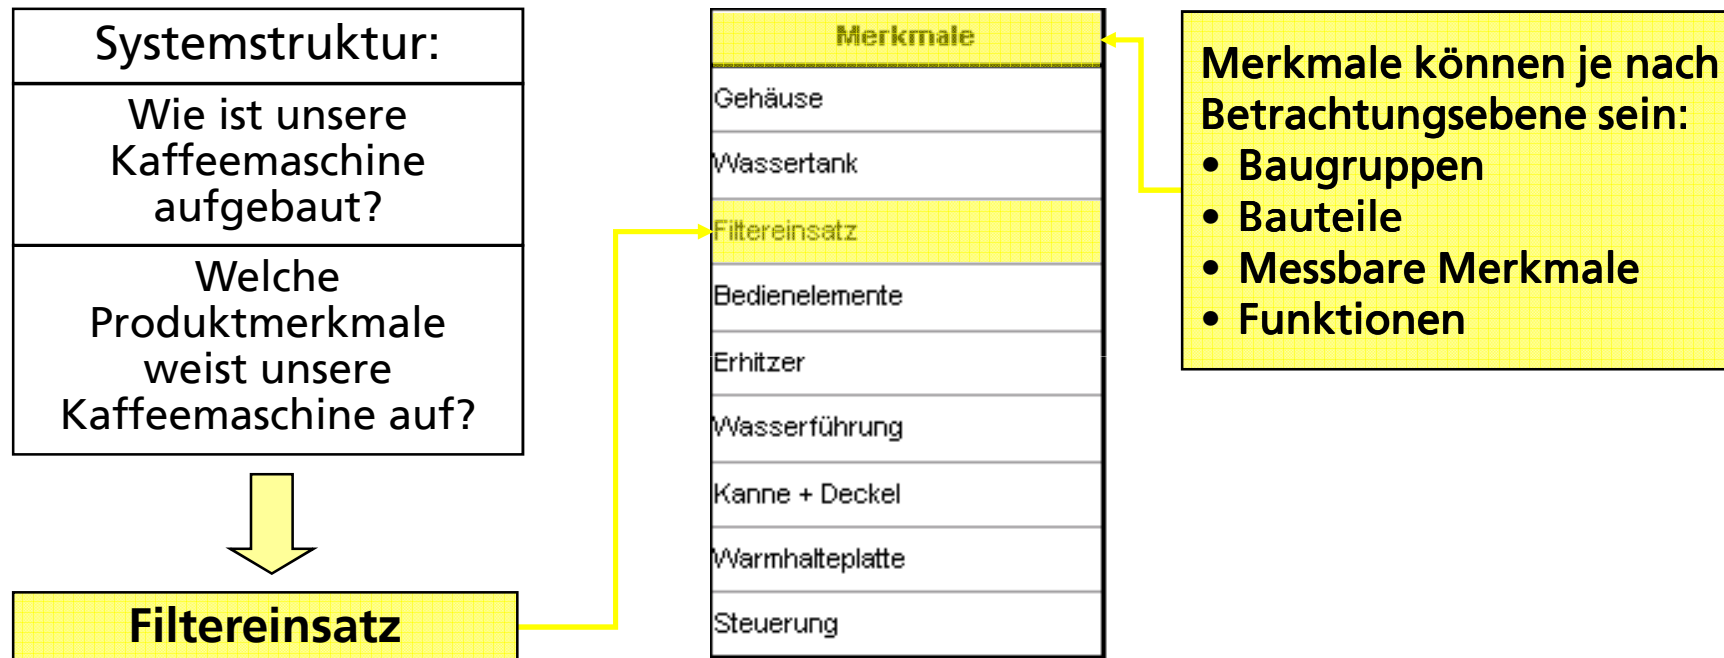 Systemstruktur:
Wie ist unsere
Kaffeemaschine
aufgebaut?
Welche
Produktmerkmale
weist unsere
Kaffeemaschine auf?
Filtereinsatz
Merkmale
Gehäuse
Wassertank
Filtereinsatz
Bedienelemente
Erhitzer
Wasserführung
Kanne + Deckel
Warmhalteplatte
Steuerung
Merkmale können je nach
Betrachtungsebene sein:
• Baugruppen
• Bauteile
• Messbare Merkmale
• Funktionen